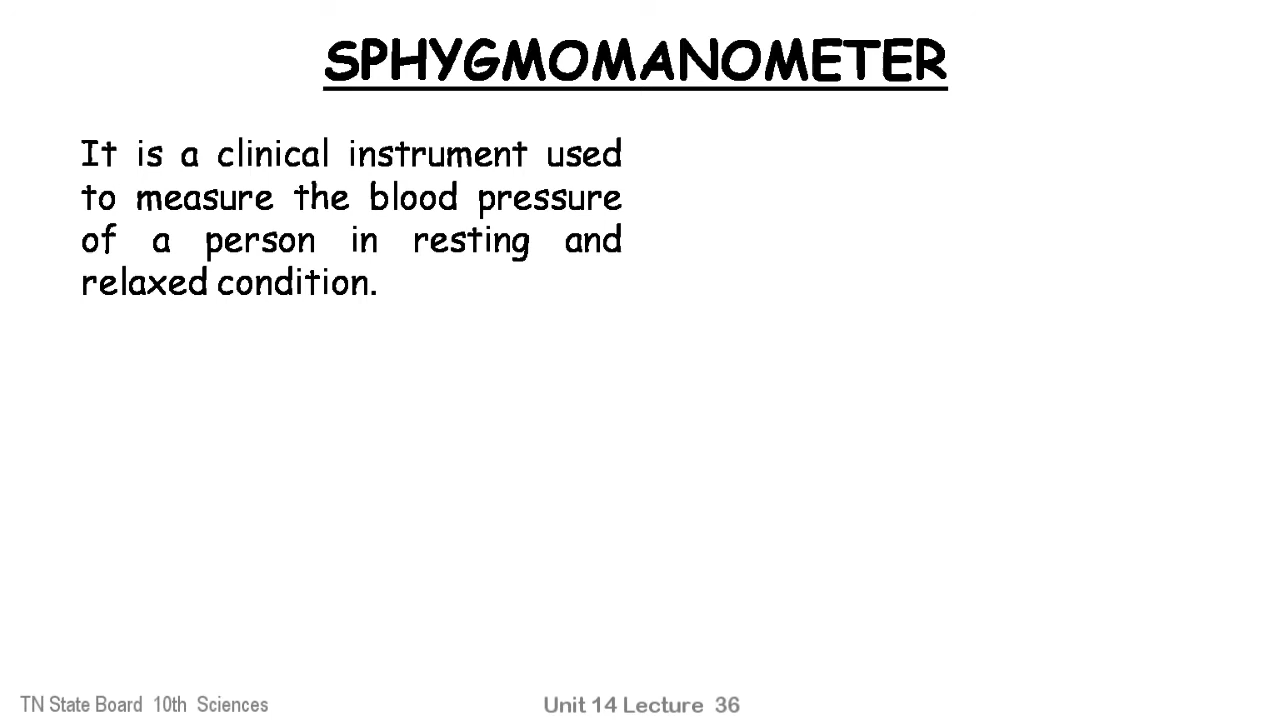 SPHYGMOMANOMETER
It is a clinical instrument used
to measure the blood pressure
of a person in resting and
relaxed condition.
TN State Board 10th Sciences
Unit 14 Lecture 36